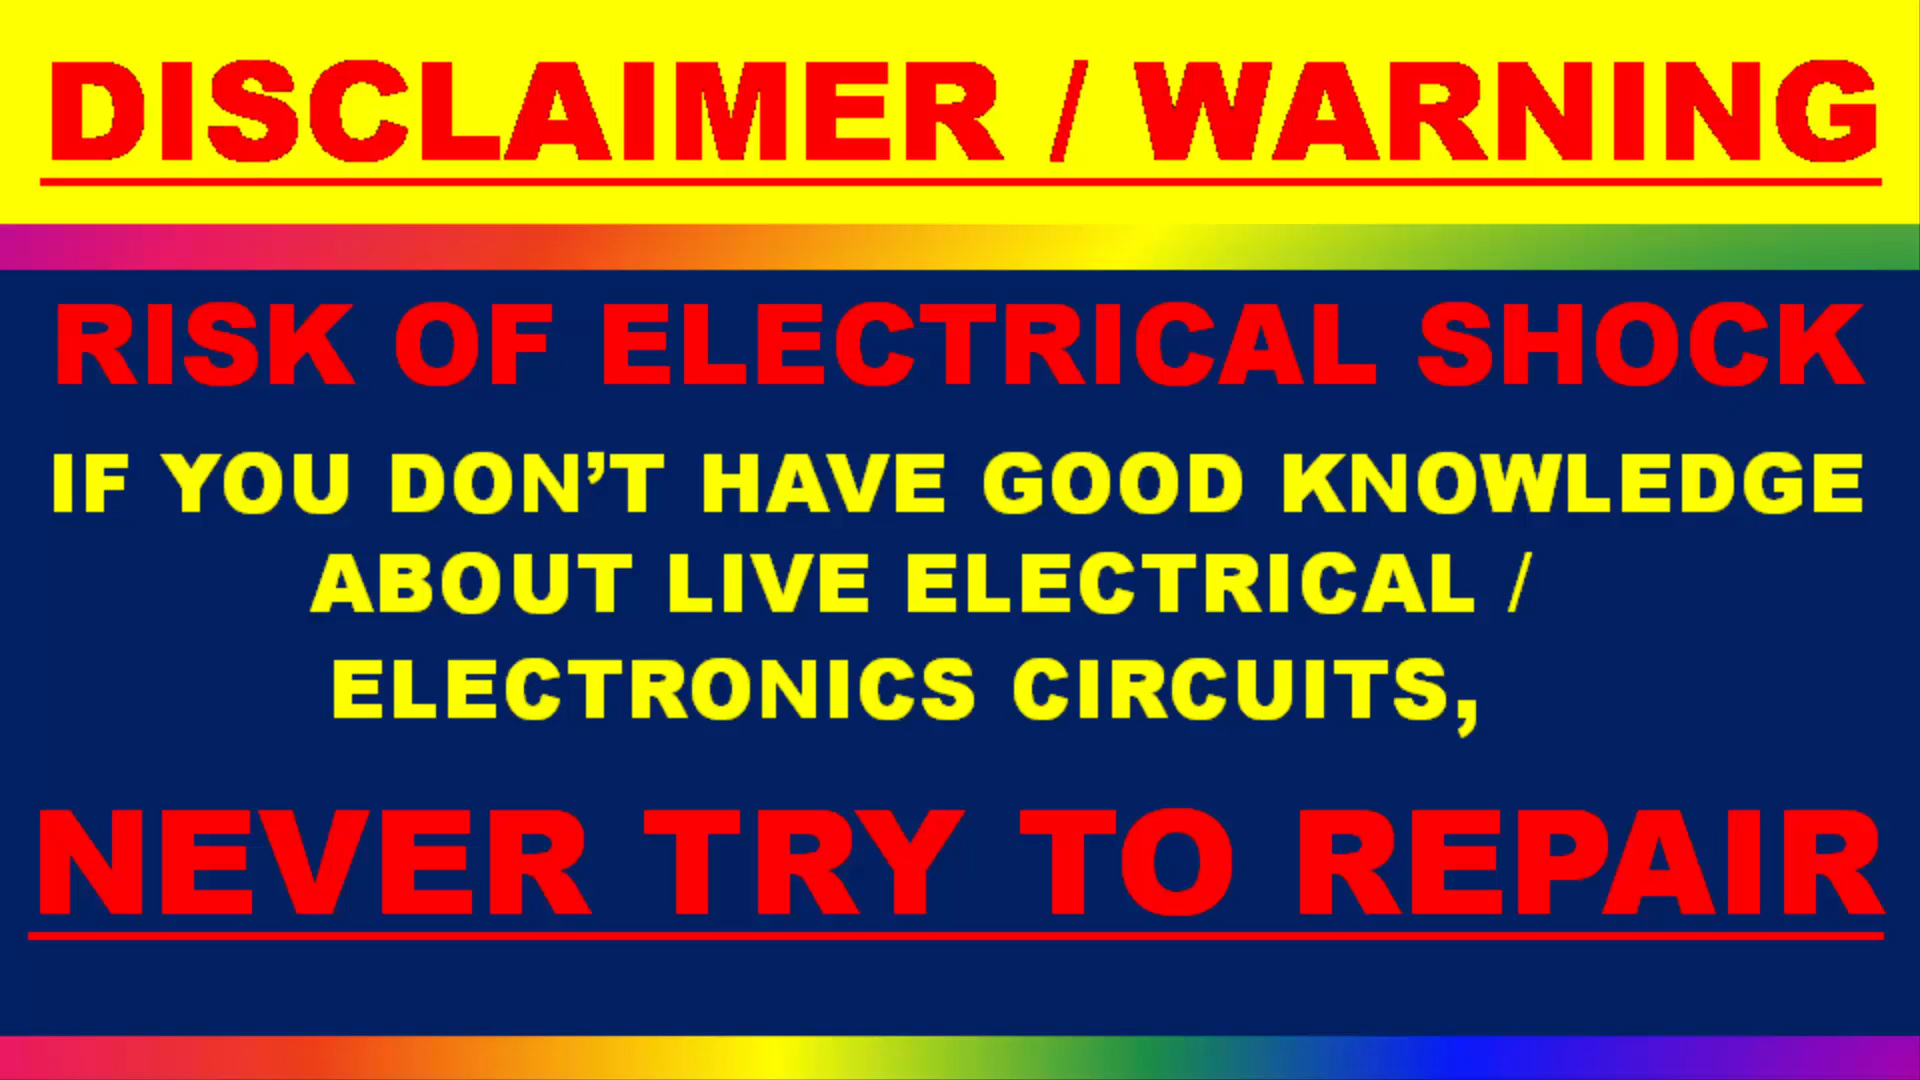 DISCLAIMER / WARNING
RISK OF ELECTRICAL SHOCK
IF YOU DON’T HAVE GOOD KNOWLEDGE
ABOUT LIVE ELECTRICAL /
ELECTRONICS CIRCUITS,
NEVER TRY TO REPAIR